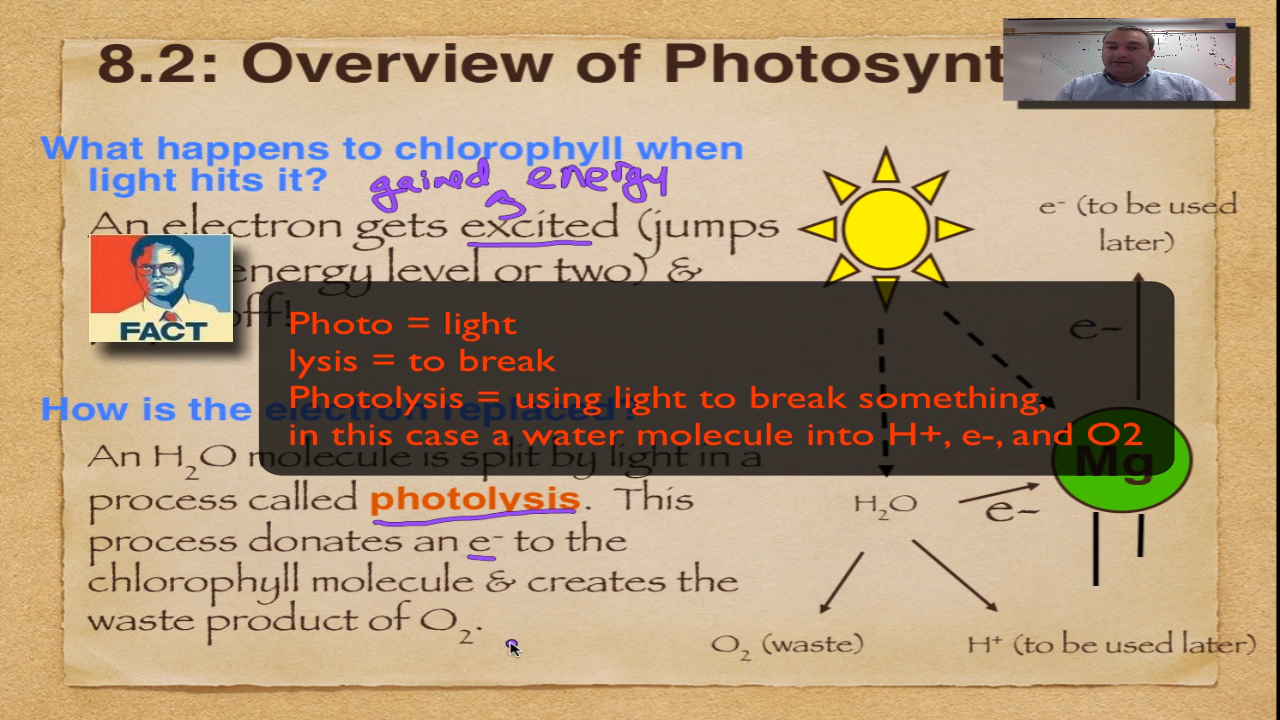 8.2: Overview of Photosynt
What happens to chlorophyll when
light hits it?
gained energy
An electron gets excited (jumps
energy level or two) &
off!
FACT
Photo = light
lysis = to break
Photolysis = using light to break something,
in this case a water molecule into H+, e-, and O2
How is the electron replaced?
An H₂O molecule is split by light in a
process called photolysis. This
process donates an e⁻ to the
chlorophyll molecule & creates the
waste product of O₂.
e⁻ (to be used
later)
e-
Mg
H₂O
e-
O₂ (waste)
H⁺ (to be used later)